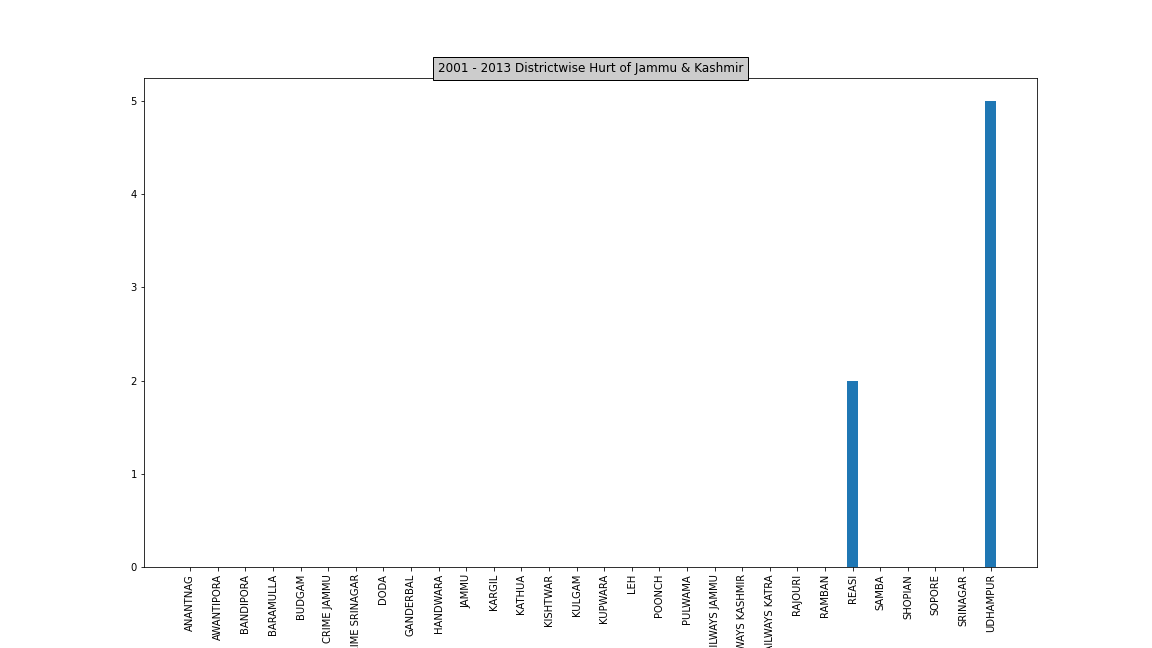 2001 - 2013 Districtwise Hurt of Jammu & Kashmir
5
4
3
2
1
0
ANANTNAG
AWANTIPORA
BANDIPORA
BARAMULLA
BUDGAM
CRIME JAMMU
IME SRINAGAR
DODA
GANDERBAL
HANDWARA
JAMMU
KARGIL
KATHUA
KISHTWAR
KULGAM
KUPWARA
LEH
POONCH
PULWAMA
ILWAYS JAMMU
WAYS KASHMIR
AILWAYS KATRA
RAJOURI
RAMBAN
REASI
SAMBA
SHOPIAN
SOPORE
SRINAGAR
UDHAMPUR